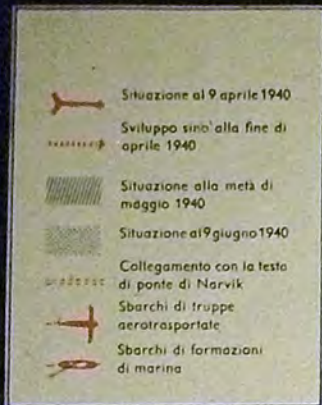 Situazione al 9 aprile 1940
Sviluppo sino alla fine di
aprile 1940
Situazione alla metà di
maggio 1940
Situazione al 9 giugno 1940
Collegamento con la testa
di ponte di Narvik
Sbarchi di truppe
aerotrasportate
Sbarchi di formazioni
di marina